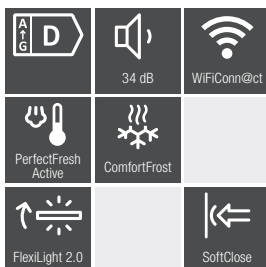 A
G
D
34 dB
WiFiConn@ct
PerfectFresh
Active
ComfortFrost
FlexiLight 2.0
SoftClose